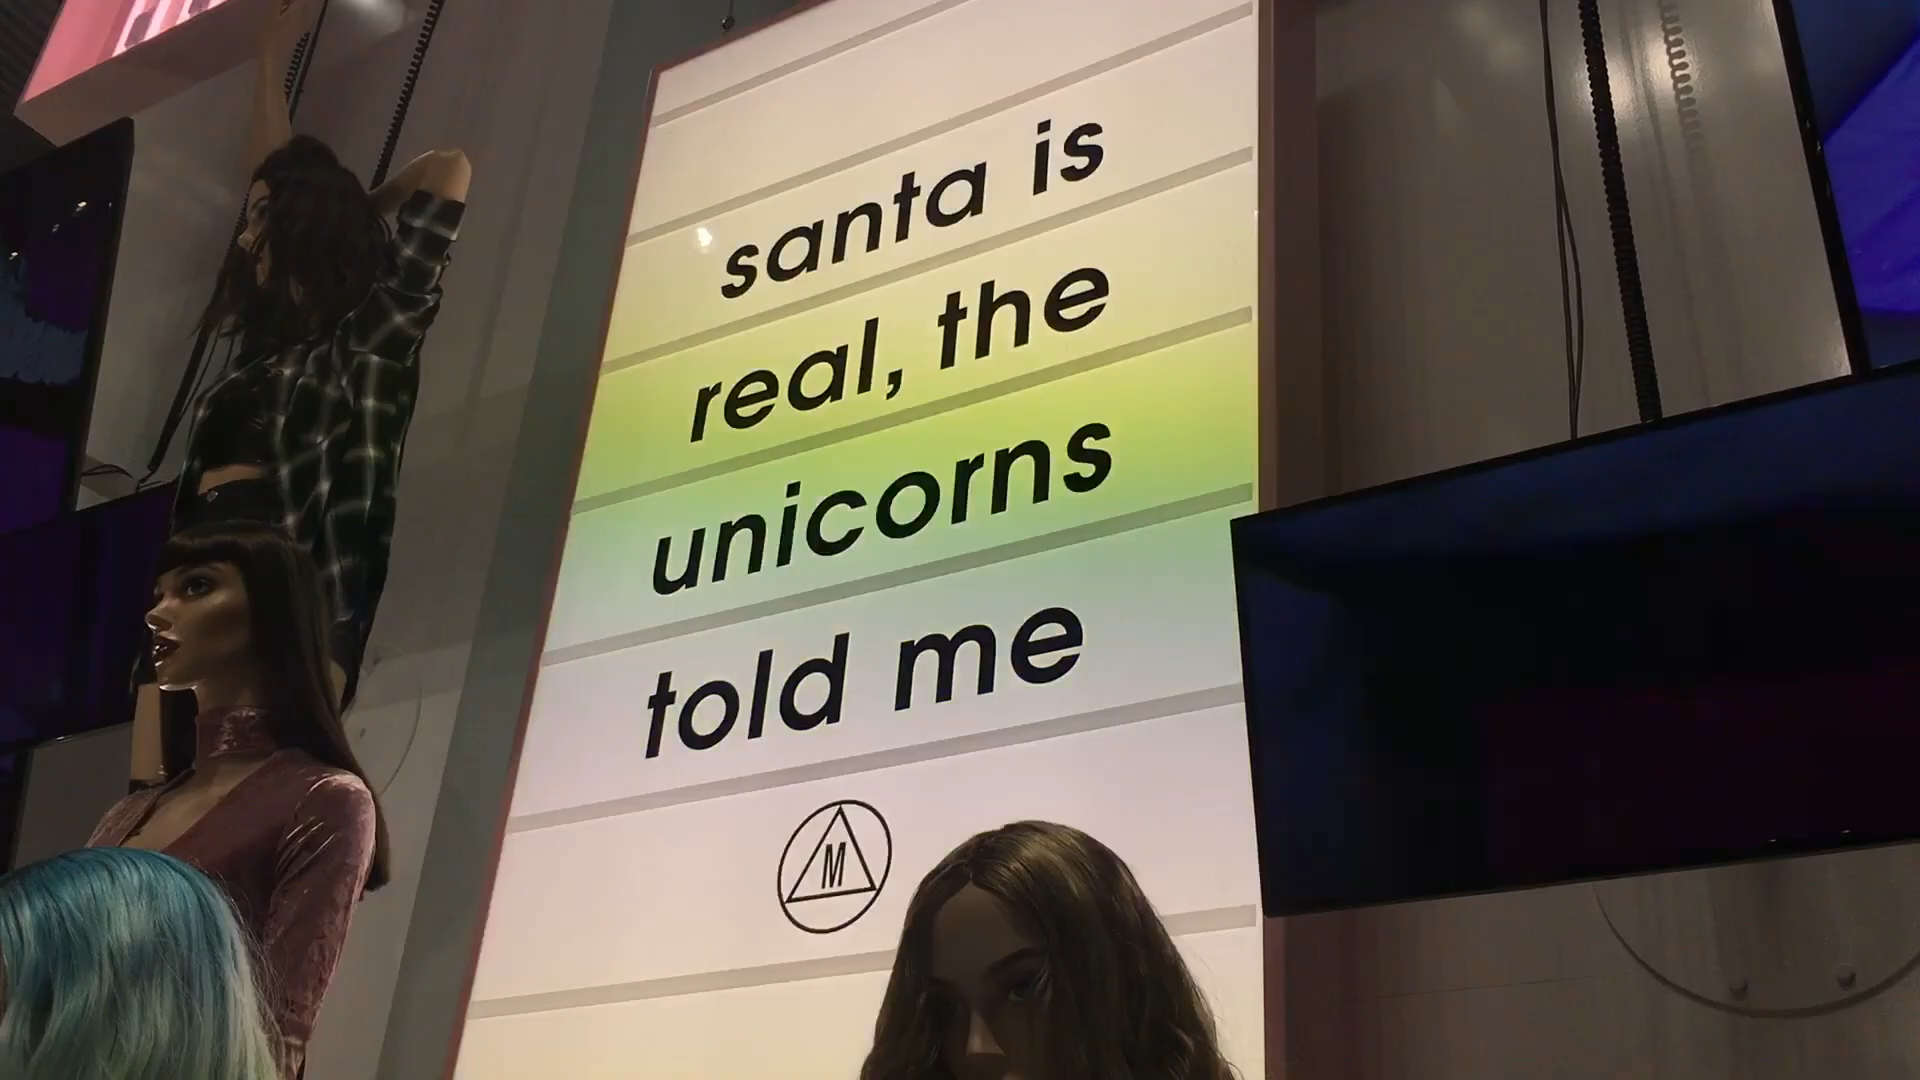 santa is
real, the
unicorns
told me
M